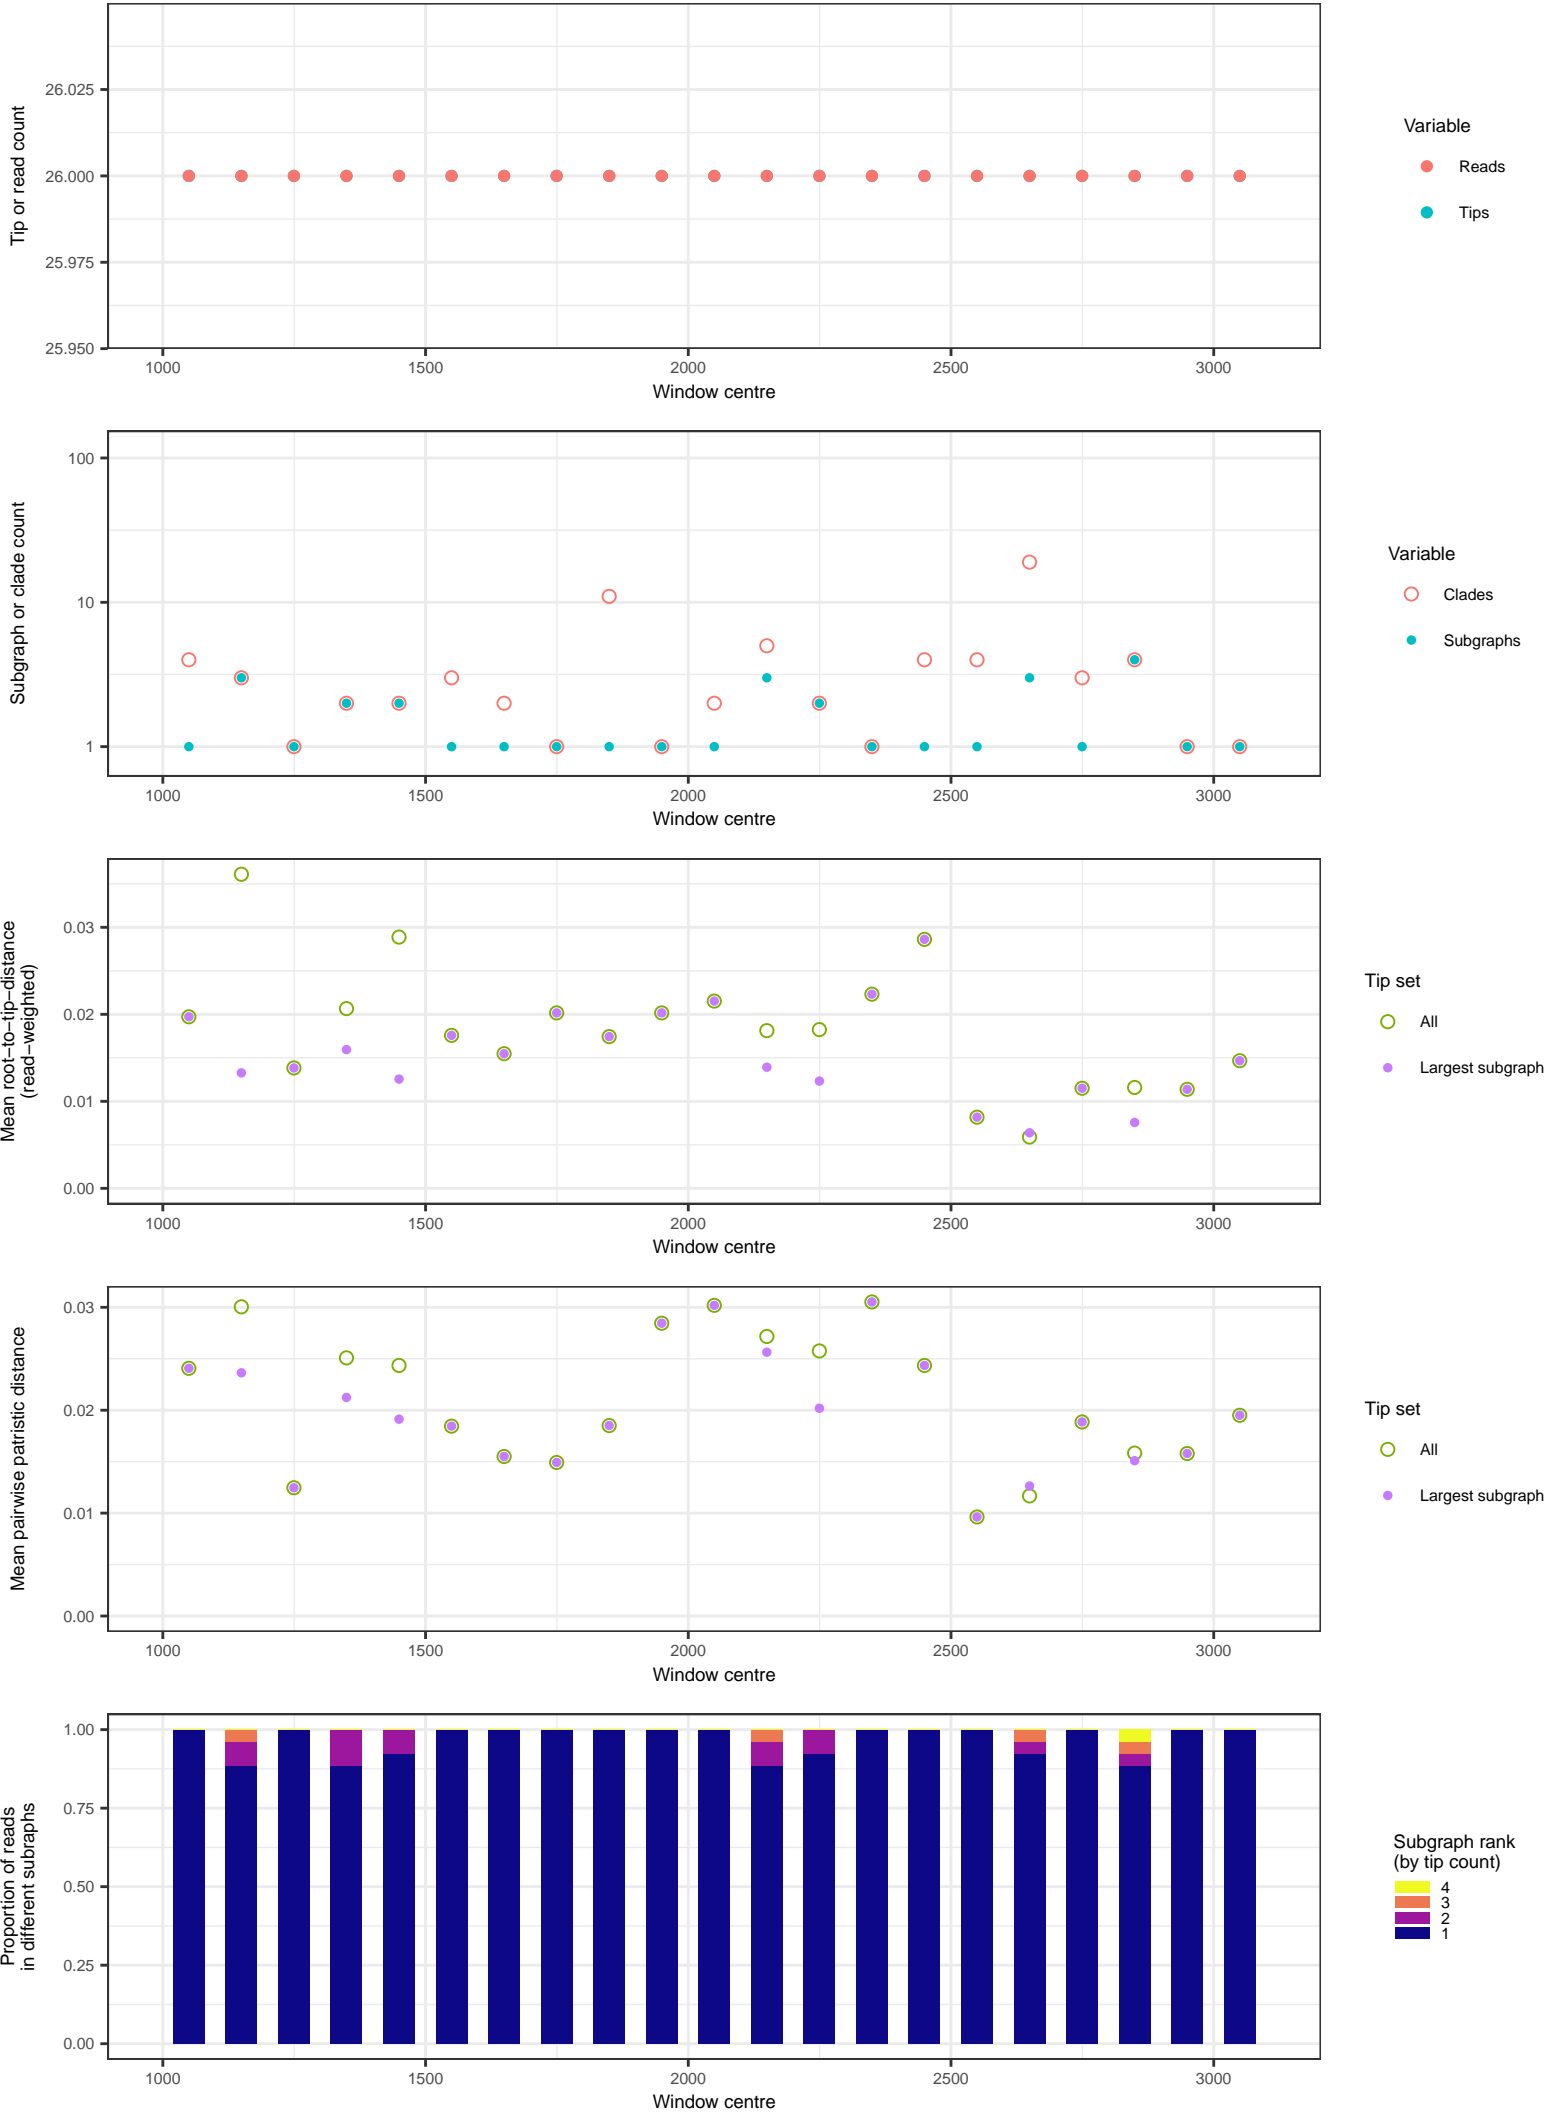 Tip or read count
26.025
26.000
25.975
25.950
1000 1500 2000 2500 3000
Window centre
Variable
Reads
Tips
Subgraph or clade count
100
10
1
1000 1500 2000 2500 3000
Window centre
Variable
Clades
Subgraphs
Mean root−to−tip−distance
(read−weighted)
0.03
0.02
0.01
0.00
1000 1500 2000 2500 3000
Window centre
Tip set
All
Largest subgraph
Mean pairwise patristic distance
0.03
0.02
0.01
0.00
1000 1500 2000 2500 3000
Window centre
Tip set
All
Largest subgraph
Proportion of reads
in different subraphs
1.00
0.75
0.50
0.25
0.00
1000 1500 2000 2500 3000
Window centre
Subgraph rank
(by tip count)
4
3
2
1